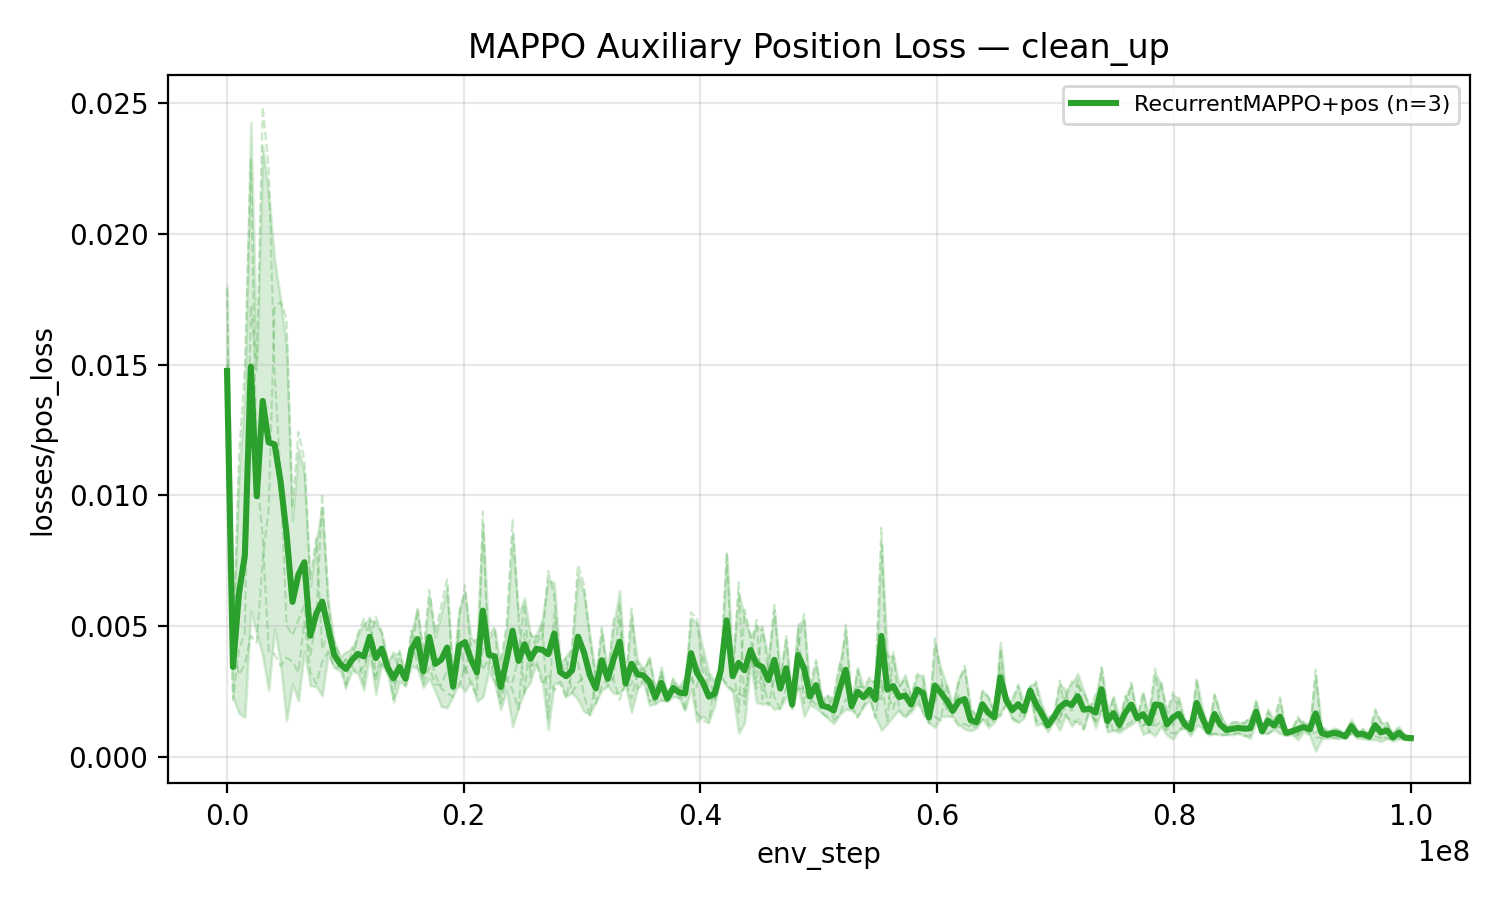 MAPPO Auxiliary Position Loss — clean_up
RecurrentMAPPO+pos (n=3)
losses/pos_loss
0.025
0.020
0.015
0.010
0.005
0.000
0.0 0.2 0.4 0.6 0.8 1.0
1e8
env_step